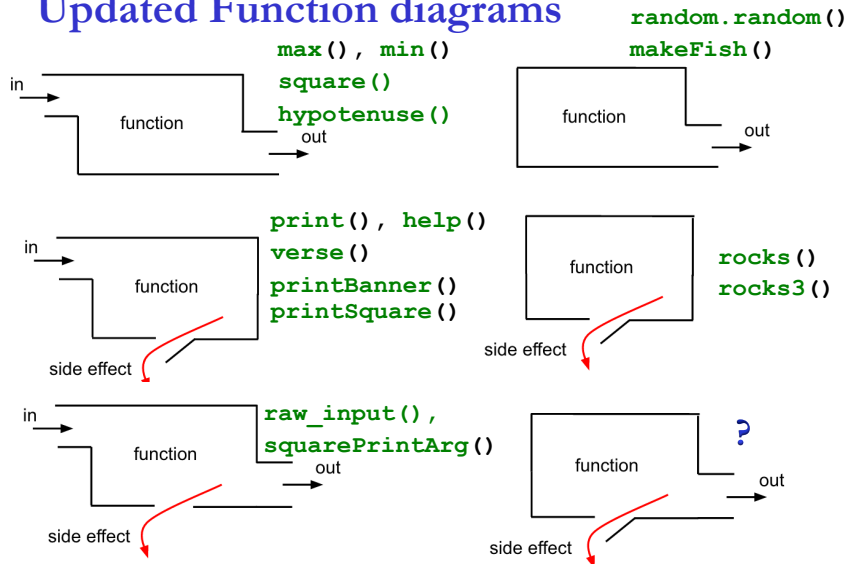 Updated Function diagrams
random.random()
makeFish()
max(), min()
square()
hypotenuse()
in
function
out
function
out
print(), help()
verse()
printBanner()
printSquare()
in
function
side effect
function
rocks()
rocks3()
side effect
in
raw_input(),
squarePrintArg()
function
out
side effect
?
function
out
side effect